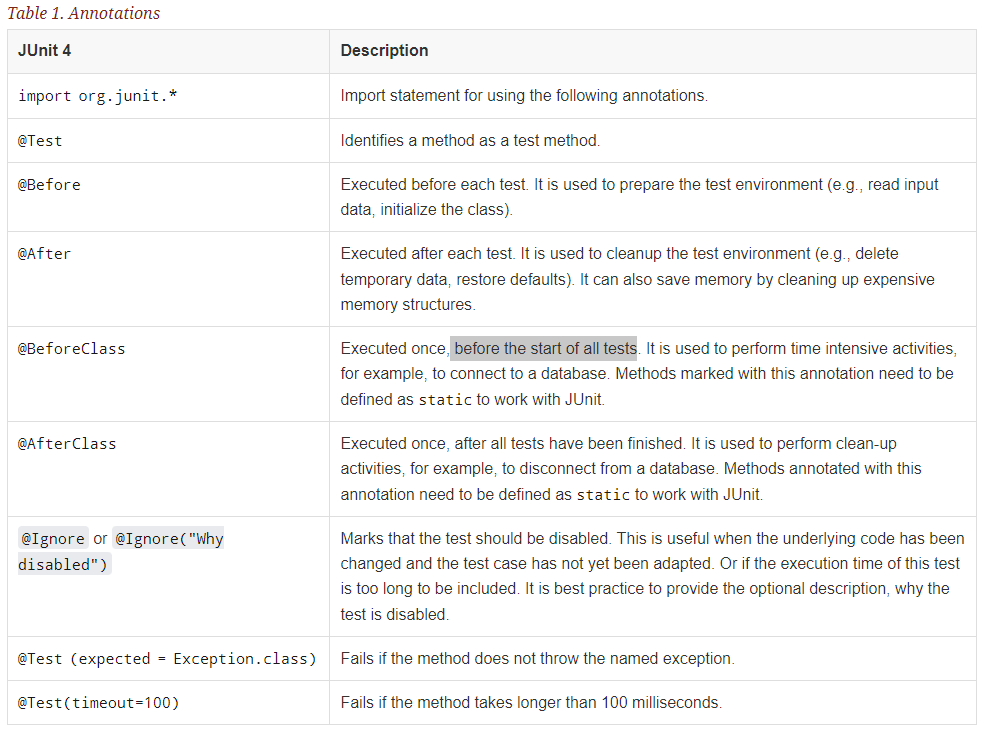 Table 1. Annotations
JUnit 4 Description
import org.junit.* Import statement for using the following annotations.
@Test Identifies a method as a test method.
@Before Executed before each test. It is used to prepare the test environment (e.g., read input
data, initialize the class).
@After Executed after each test. It is used to cleanup the test environment (e.g., delete
temporary data, restore defaults). It can also save memory by cleaning up expensive
memory structures.
@BeforeClass Executed once, before the start of all tests. It is used to perform time intensive activities,
for example, to connect to a database. Methods marked with this annotation need to be
defined as static to work with JUnit.
@AfterClass Executed once, after all tests have been finished. It is used to perform clean-up
activities, for example, to disconnect from a database. Methods annotated with this
annotation need to be defined as static to work with JUnit.
@Ignore or @Ignore("Why
disabled")
Marks that the test should be disabled. This is useful when the underlying code has been
changed and the test case has not yet been adapted. Or if the execution time of this test
is too long to be included. It is best practice to provide the optional description, why the
test is disabled.
@Test (expected = Exception.class) Fails if the method does not throw the named exception.
@Test(timeout=100) Fails if the method takes longer than 100 milliseconds.